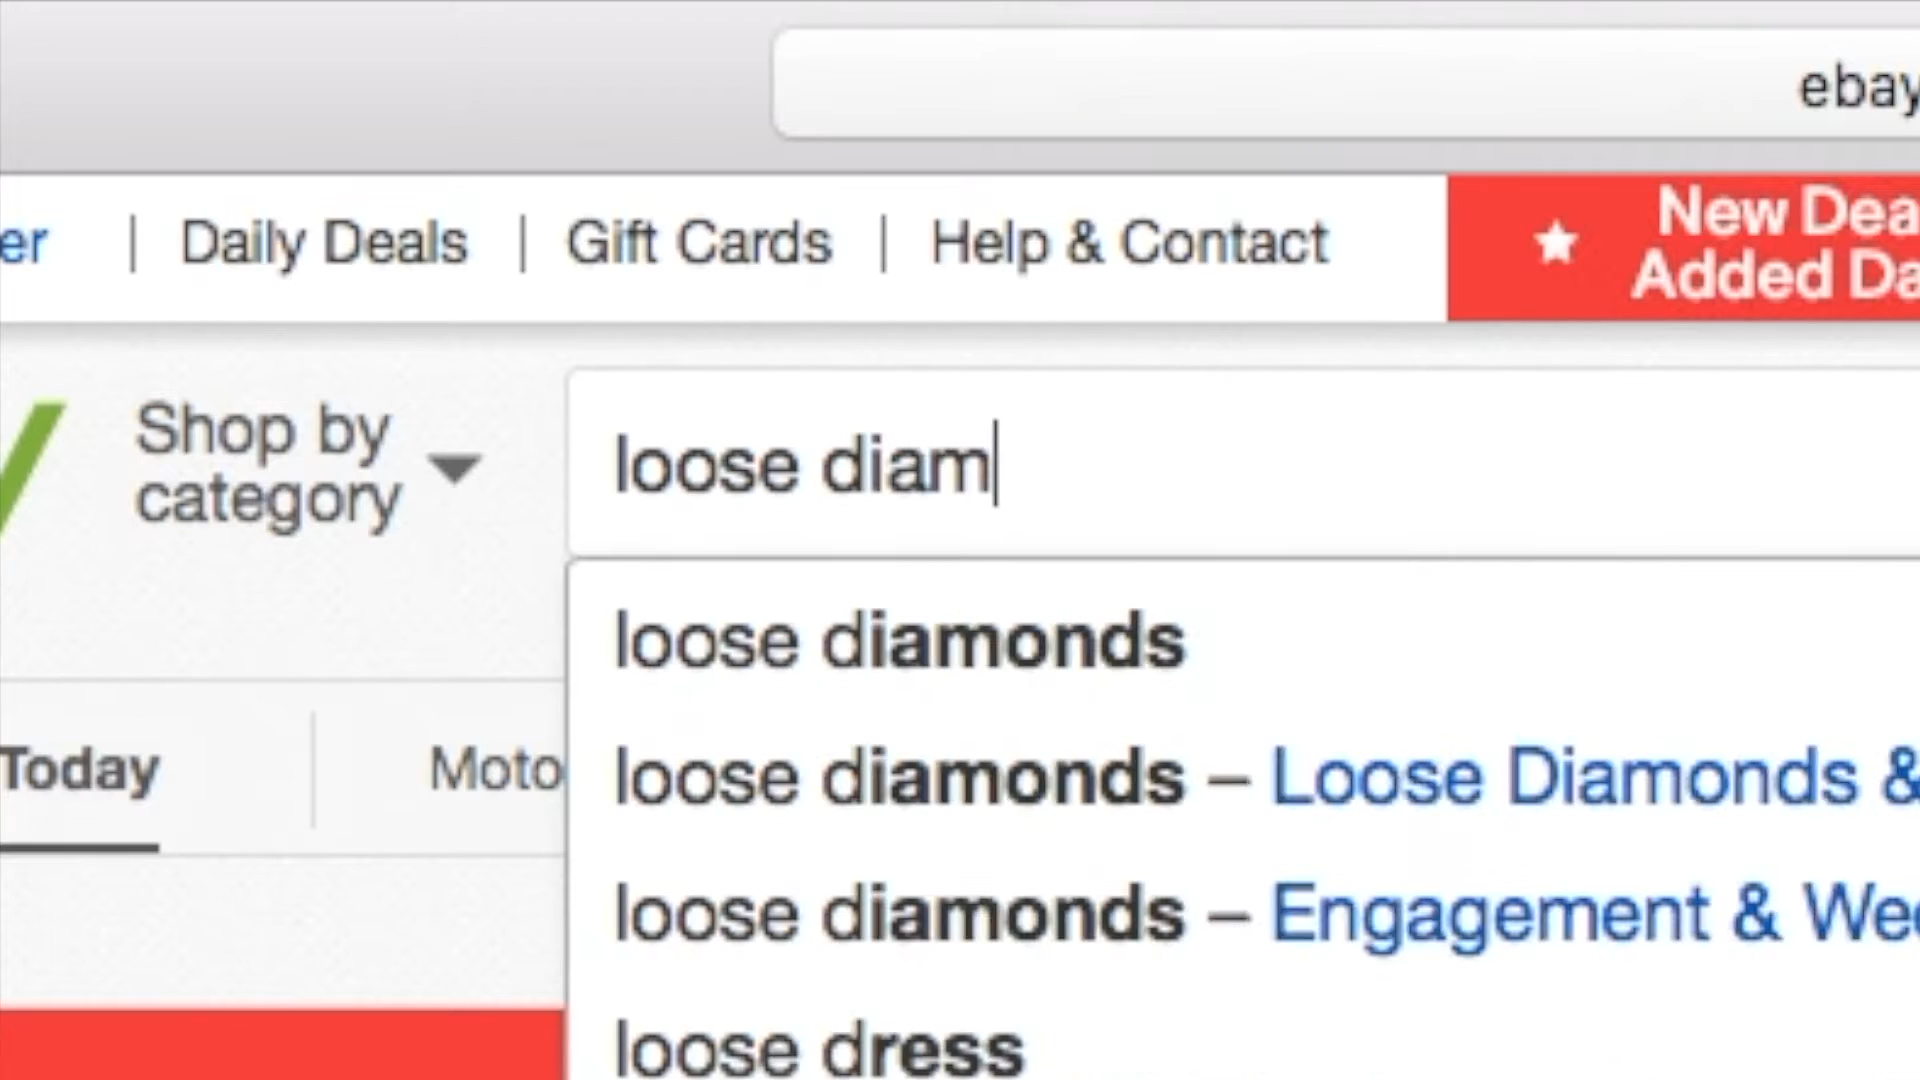 ebay
er | Daily Deals | Gift Cards | Help & Contact
New Dea
Added Da
Shop by
category
loose diam
loose diamonds
loose diamonds – Loose Diamonds &
Today
Moto
loose diamonds – Engagement & Wed
loose dress